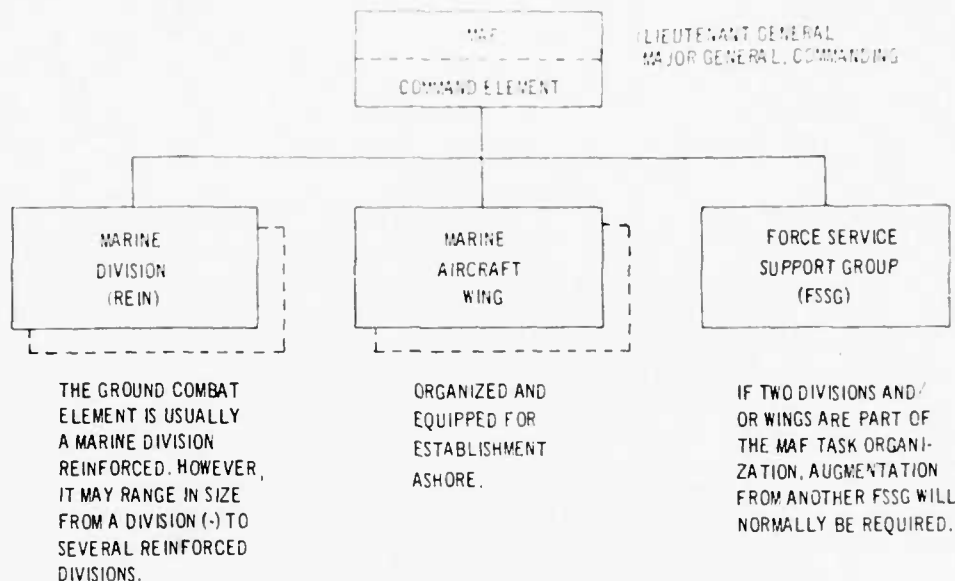 MAF
COMMAND ELEMENT
LIEUTENANT GENERAL
MAJOR GENERAL, COMMANDING
MARINE
DIVISION
(REIN)
MARINE
AIRCRAFT
WING
FORCE SERVICE
SUPPORT GROUP
(FSSG)
THE GROUND COMBAT
ELEMENT IS USUALLY
A MARINE DIVISION
REINFORCED. HOWEVER,
IT MAY RANGE IN SIZE
FROM A DIVISION (-) TO
SEVERAL REINFORCED
DIVISIONS.
ORGANIZED AND
EQUIPPED FOR
ESTABLISHMENT
ASHORE.
IF TWO DIVISIONS AND/
OR WINGS ARE PART OF
THE MAF TASK ORGANI-
ZATION, AUGMENTATION
FROM ANOTHER FSSG WILL
NORMALLY BE REQUIRED.